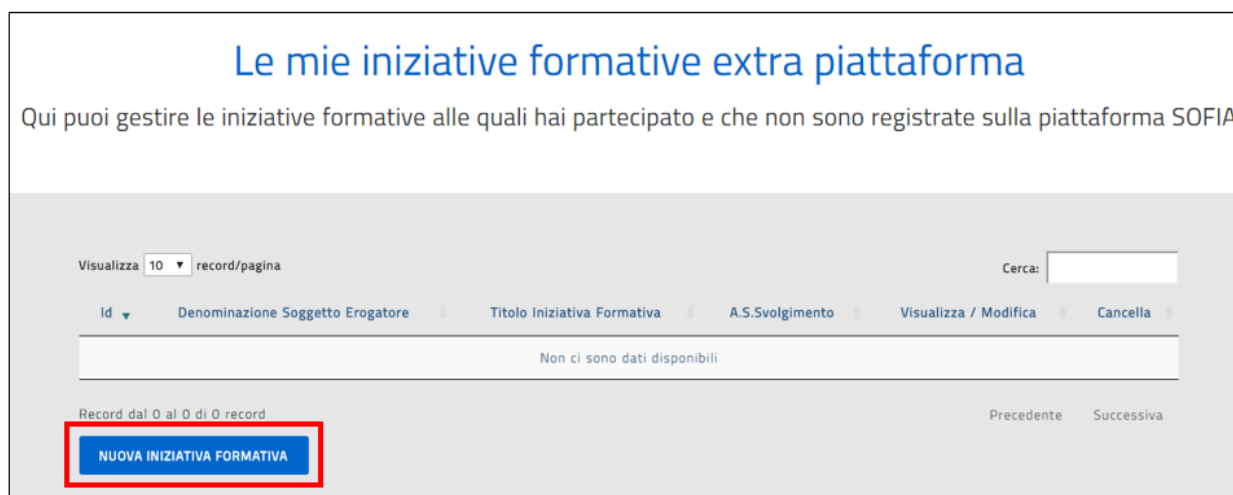 Le mie iniziative formative extra piattaforma
Qui puoi gestire le iniziative formative alle quali hai partecipato e che non sono registrate sulla piattaforma SOFIA
Visualizza 10 record/pagina Cerca:
Id Denominazione Soggetto Erogatore Titolo Iniziativa Formativa A.S.Svolgimento Visualizza / Modifica Cancella
Non ci sono dati disponibili
Record dal 0 al 0 di 0 record Precedente Successiva
NUOVA INIZIATIVA FORMATIVA